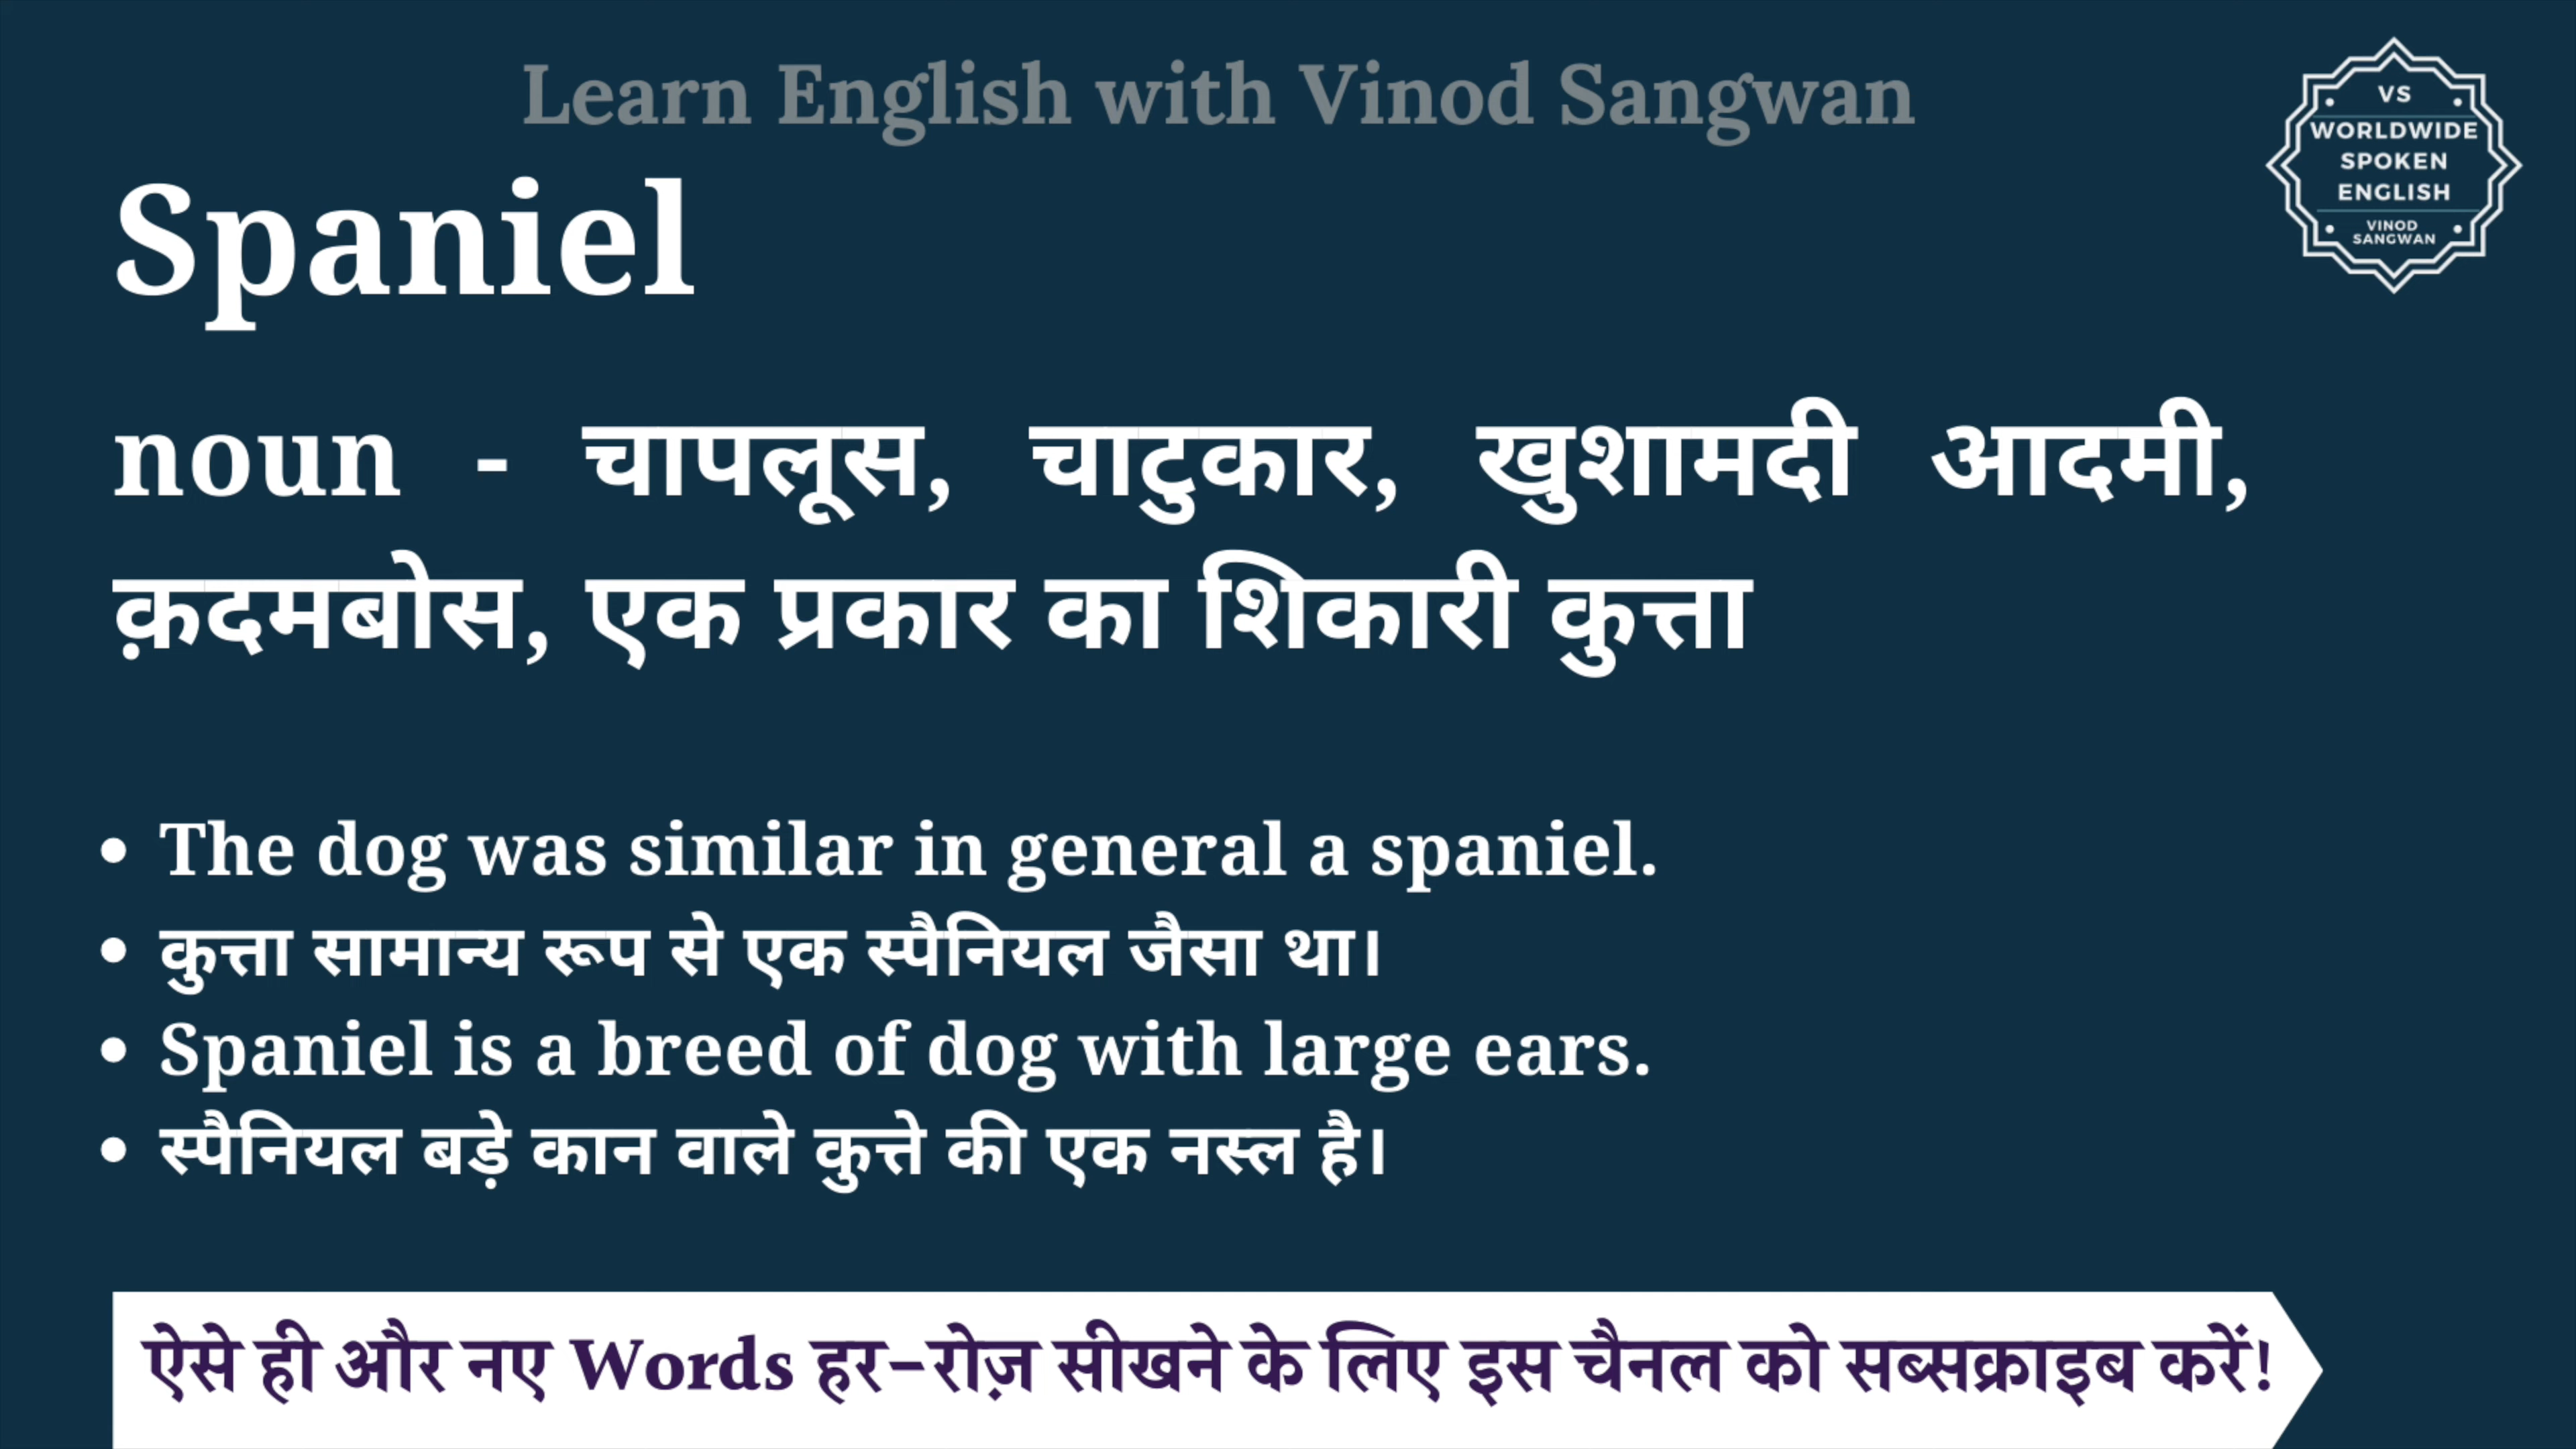 Learn English with Vinod Sangwan
VS
WORLDWIDE
SPOKEN
ENGLISH
VINOD
SANGWAN
Spaniel
noun - चापलूस, चाटुकार, खुशामदी आदमी,
क़दमबोस, एक प्रकार का शिकारी कुत्ता
• The dog was similar in general a spaniel.
• कुत्ता सामान्य रूप से एक स्पैनियल जैसा था।
• Spaniel is a breed of dog with large ears.
• स्पैनियल बड़े कान वाले कुत्ते की एक नस्ल है।
ऐसे ही और नए Words हर-रोज़ सीखने के लिए इस चैनल को सब्सक्राइब करें!